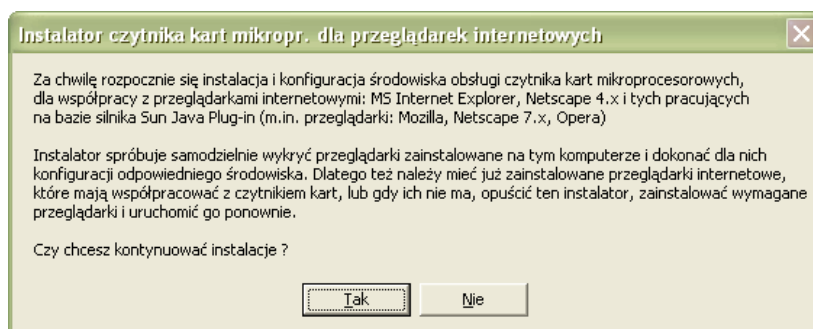 Instalator czytnika kart mikropr. dla przeglądarek internetowych
Za chwilę rozpocznie się instalacja i konfiguracja środowiska obsługi czytnika kart mikroprocesorowych,
dla współpracy z przeglądarkami internetowymi: MS Internet Explorer, Netscape 4.x i tych pracujących
na bazie silnika Sun Java Plug-in (m.in. przeglądarki: Mozilla, Netscape 7.x, Opera)
Instalator spróbuje samodzielnie wykryć przeglądarki zainstalowane na tym komputerze i dokonać dla nich
konfiguracji odpowiedniego środowiska. Dlatego też należy mieć już zainstalowane przeglądarki internetowe,
które mają współpracować z czytnikiem kart, lub gdy ich nie ma, opuścić ten instalator, zainstalować wymagane
przeglądarki i uruchomić go ponownie.
Czy chcesz kontynuować instalacje ?
Tak
Nie